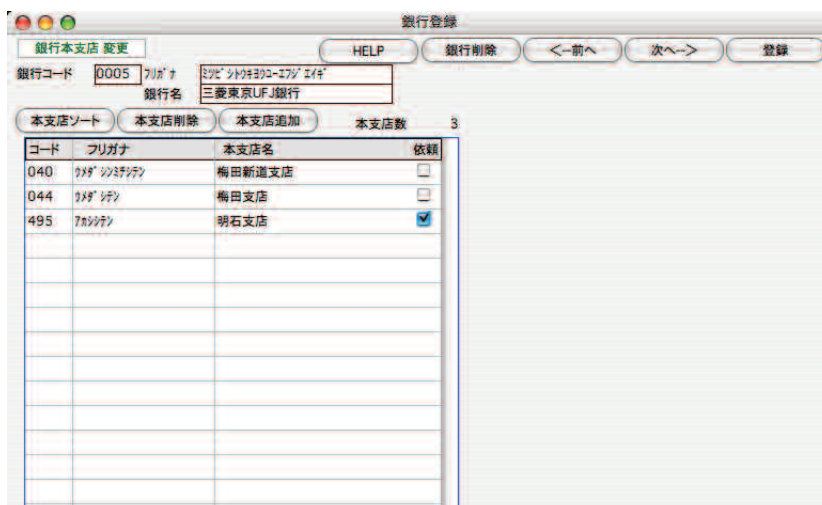 銀行登録
銀行本支店 変更 HELP 銀行削除 <--前へ 次へ--> 登録
銀行コード 0005 フリガナ ミツビシトウキヨウユーエフジエイギ
銀行名 三菱東京UFJ銀行
本支店ソート 本支店削除 本支店追加 本支店数 3
コード フリガナ 本支店名 依頼
040 ウメダシンミチシテン 梅田新道支店
044 ウメダシテン 梅田支店
495 アカシシテン 明石支店